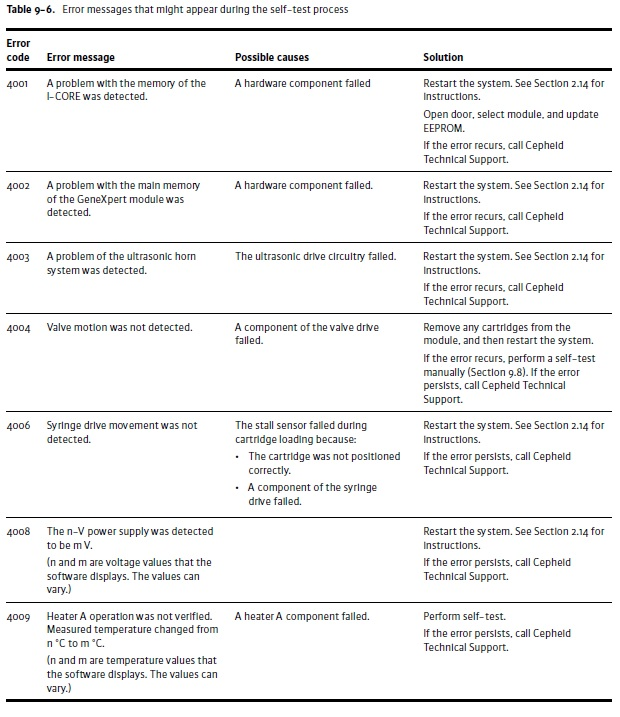 Table 9-6. Error messages that might appear during the self-test process
Error
code Error message Possible causes Solution
4001 A problem with the memory of the
I-CORE was detected.
A hardware component failed
Restart the system. See Section 2.14 for
Instructions.
Open door, select module, and update
EEPROM.
If the error recurs, call Cepheid
Technical Support.
4002 A problem with the main memory
of the GeneXpert module was
detected.
A hardware component failed.
Restart the system. See Section 2.14 for
Instructions.
If the error recurs, call Cepheid
Technical Support.
4003 A problem of the ultrasonic horn
system was detected.
The ultrasonic drive circuitry failed.
Restart the system. See Section 2.14 for
Instructions.
If the error recurs, call Cepheid
Technical Support.
4004 Valve motion was not detected.
A component of the valve drive
failed.
Remove any cartridges from the
module, and then restart the system.
If the error recurs, perform a self-test
manually (Section 9.8). If the error
persists, call Cepheid Technical
Support.
4006 Syringe drive movement was not
detected.
The stall sensor failed during
cartridge loading because:
• The cartridge was not positioned
correctly.
• A component of the syringe
drive failed.
Restart the system. See Section 2.14 for
Instructions.
If the error persists, call Cepheid
Technical Support.
4008 The n-V power supply was detected
to be m V.
(n and m are voltage values that the
software displays. The values can
vary.)
Restart the system. See Section 2.14 for
Instructions.
If the error persists, call Cepheid
Technical Support.
4009 Heater A operation was not verified.
Measured temperature changed from
n °C to m °C.
(n and m are temperature values that
the software displays. The values can
vary.)
A heater A component failed.
Perform self-test.
If the error persists, call Cepheid
Technical Support.